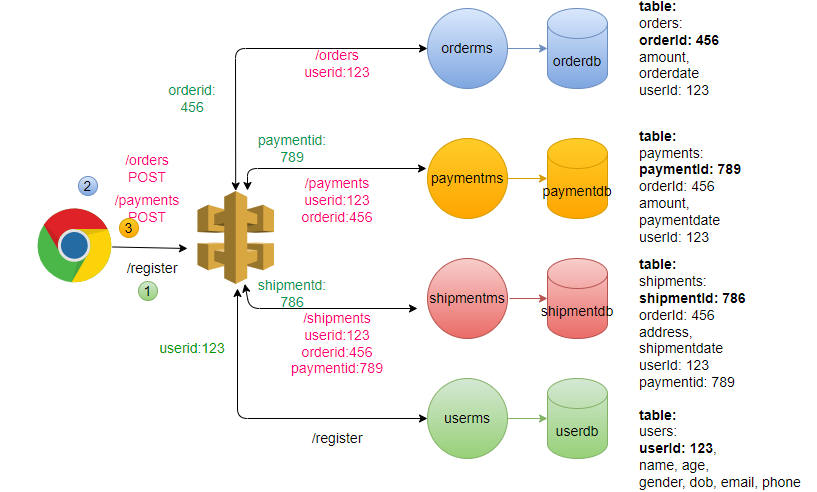 /orders
userid:123
orderms
orderdb
table:
orders:
orderId: 456
amount,
orderdate
userId: 123
orderid:
456
paymentid:
789
/payments
userid:123
orderid:456
paymentms
paymentdb
table:
payments:
paymentId: 789
orderId: 456
amount,
paymentdate
userId: 123
/orders
POST
2
/payments
POST
3
/register
1
shipmentd:
786
/shipments
userid:123
orderid:456
paymentid:789
shipmentms
shipmentdb
table:
shipments:
shipmentId: 786
orderId: 456
address,
shipmentdate
userId: 123
paymentid: 789
userid:123
/register
userms
userdb
table:
users:
userId: 123,
name, age,
gender, dob, email, phone